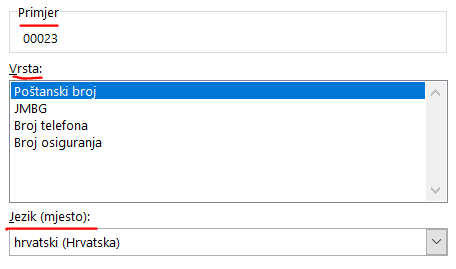 Primjer
00023
Vrsta:
Poštanski broj
JMBG
Broj telefona
Broj osiguranja
Jezik (mjesto):
hrvatski (Hrvatska)